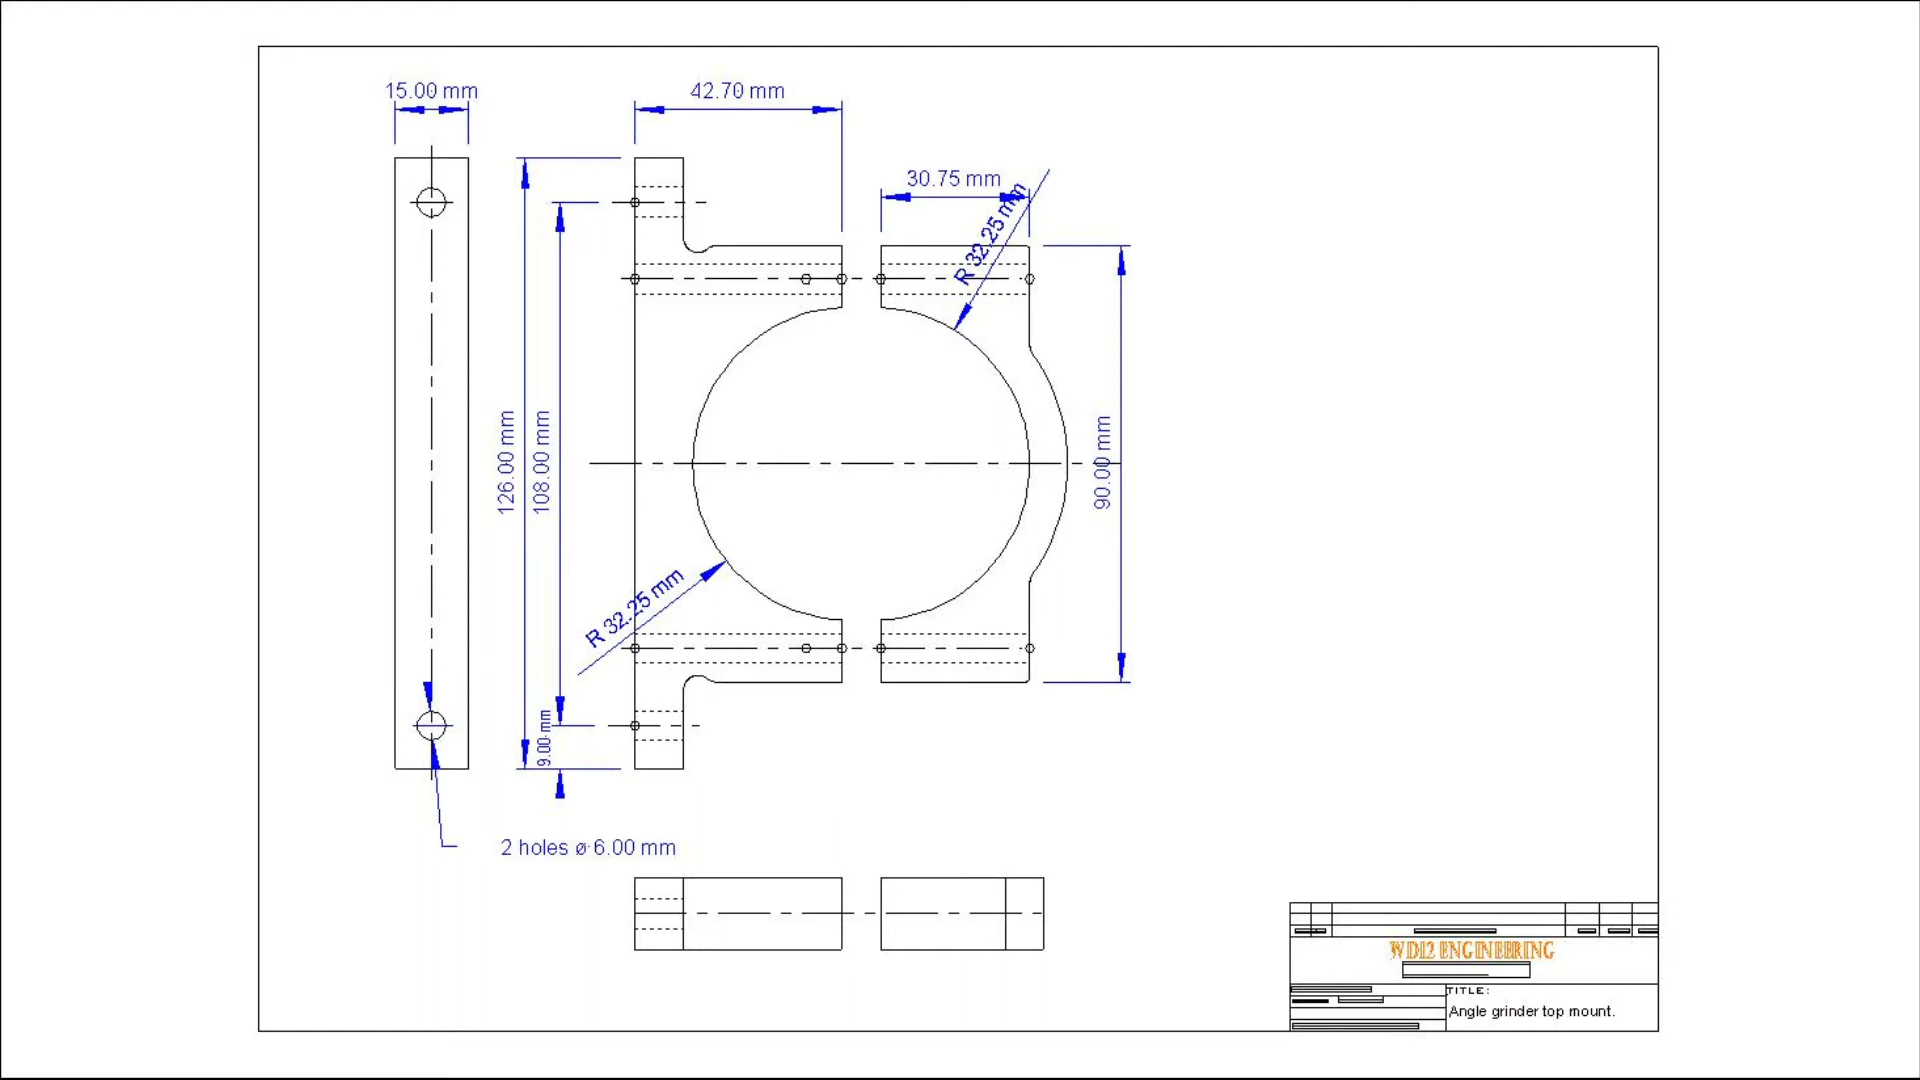 15.00 mm
42.70 mm
30.75 mm
R 32.25 mm
126.00 mm
108.00 mm
90.00 mm
R 32.25 mm
9.00 mm
2 holes ø 6.00 mm
WD12 ENGINEERING
TITLE:
Angle grinder top mount.